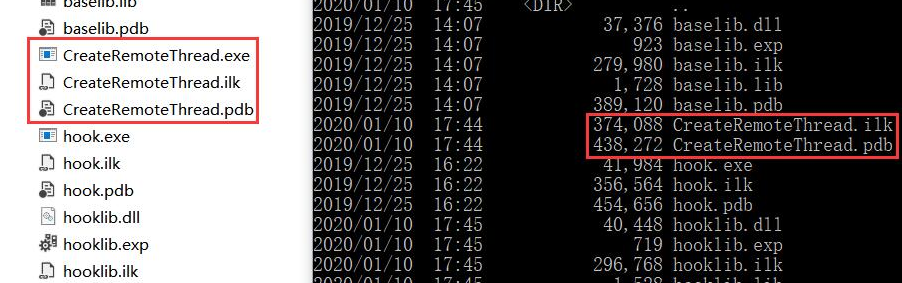 baselib.lib
baselib.pdb
CreateRemoteThread.exe
CreateRemoteThread.ilk
CreateRemoteThread.pdb
hook.exe
hook.ilk
hook.pdb
hooklib.dll
hooklib.exp
hooklib.ilk
2020/01/10 17:45 <DIR> ..
2019/12/25 14:07 37,376 baselib.dll
2019/12/25 14:07 923 baselib.exp
2019/12/25 14:07 279,980 baselib.ilk
2019/12/25 14:07 1,728 baselib.lib
2019/12/25 14:07 389,120 baselib.pdb
2020/01/10 17:44 374,088 CreateRemoteThread.ilk
2020/01/10 17:44 438,272 CreateRemoteThread.pdb
2019/12/25 16:22 41,984 hook.exe
2019/12/25 16:22 356,564 hook.ilk
2019/12/25 16:22 454,656 hook.pdb
2020/01/10 17:45 40,448 hooklib.dll
2020/01/10 17:45 719 hooklib.exp
2020/01/10 17:45 296,768 hooklib.ilk
2020/01/10 17:45 1,528 hooklib.lib